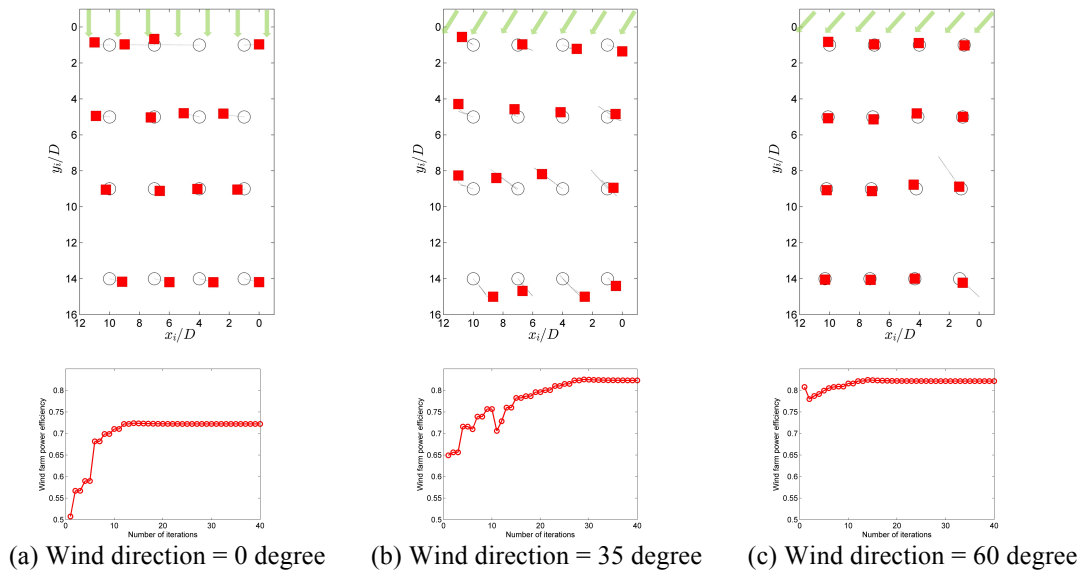 0
2
4
6
8
10
12
14
16
y_i/D
12 10 8 6 4 2 0
x_i/D
0
2
4
6
8
10
12
14
16
y_i/D
12 10 8 6 4 2 0
x_i/D
0
2
4
6
8
10
12
14
16
y_i/D
12 10 8 6 4 2 0
x_i/D
Wind farm power efficiency
0.8
0.75
0.7
0.65
0.6
0.55
0.5
0 10 20 30 40
Number of iterations
Wind farm power efficiency
0.8
0.75
0.7
0.65
0.6
0.55
0.5
0 10 20 30 40
Number of iterations
Wind farm power efficiency
0.8
0.75
0.7
0.65
0.6
0.55
0.5
0 10 20 30 40
Number of iterations
(a) Wind direction = 0 degree
(b) Wind direction = 35 degree
(c) Wind direction = 60 degree